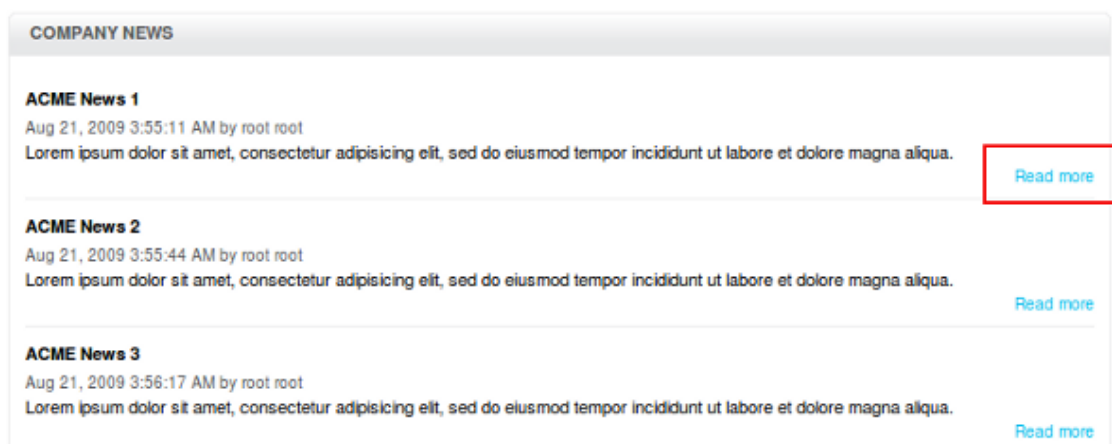 COMPANY NEWS
ACME News 1
Aug 21, 2009 3:55:11 AM by root root
Lorem ipsum dolor sit amet, consectetur adipisicing elit, sed do eiusmod tempor incididunt ut labore et dolore magna aliqua.
Read more
ACME News 2
Aug 21, 2009 3:55:44 AM by root root
Lorem ipsum dolor sit amet, consectetur adipisicing elit, sed do eiusmod tempor incididunt ut labore et dolore magna aliqua.
Read more
ACME News 3
Aug 21, 2009 3:56:17 AM by root root
Lorem ipsum dolor sit amet, consectetur adipisicing elit, sed do eiusmod tempor incididunt ut labore et dolore magna aliqua.
Read more